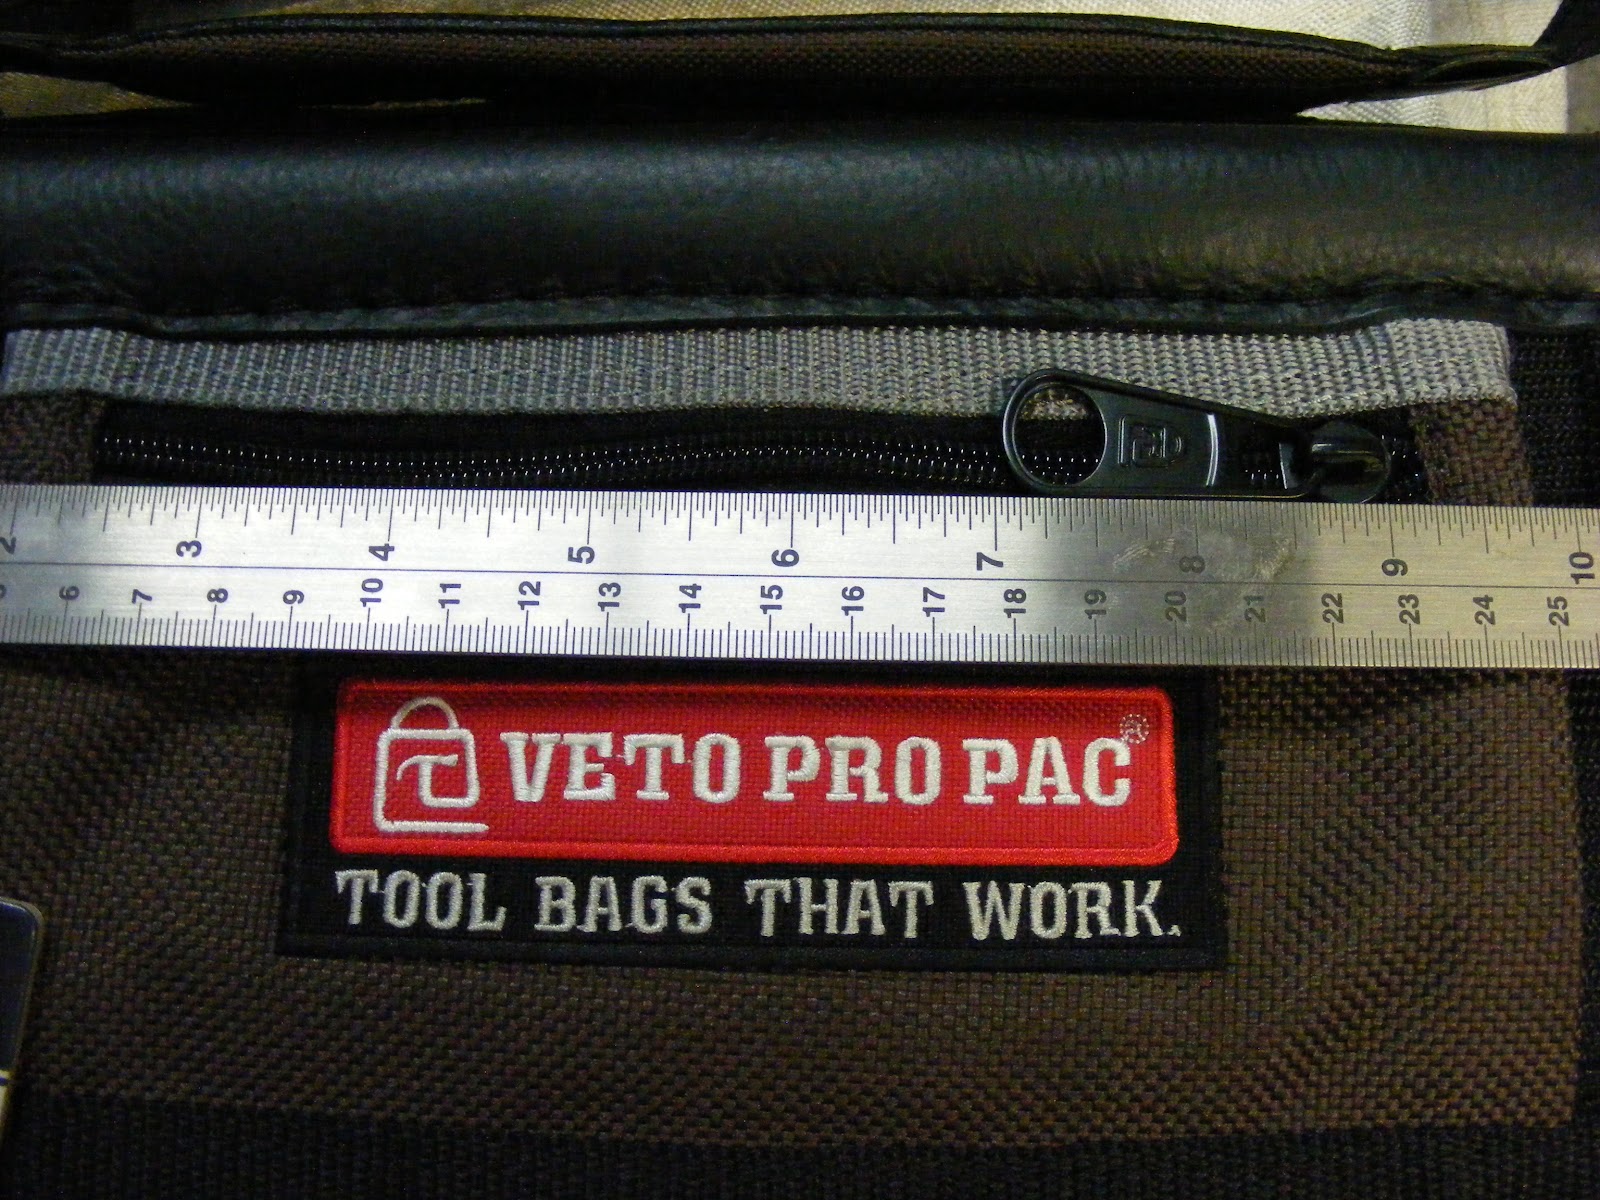 2 3 4 5 6 7 8 9 10
5 6 7 8 9 10 11 12 13 14 15 16 17 18 19 20 21 22 23 24 25
VETO PRO PAC®
TOOL BAGS THAT WORK.